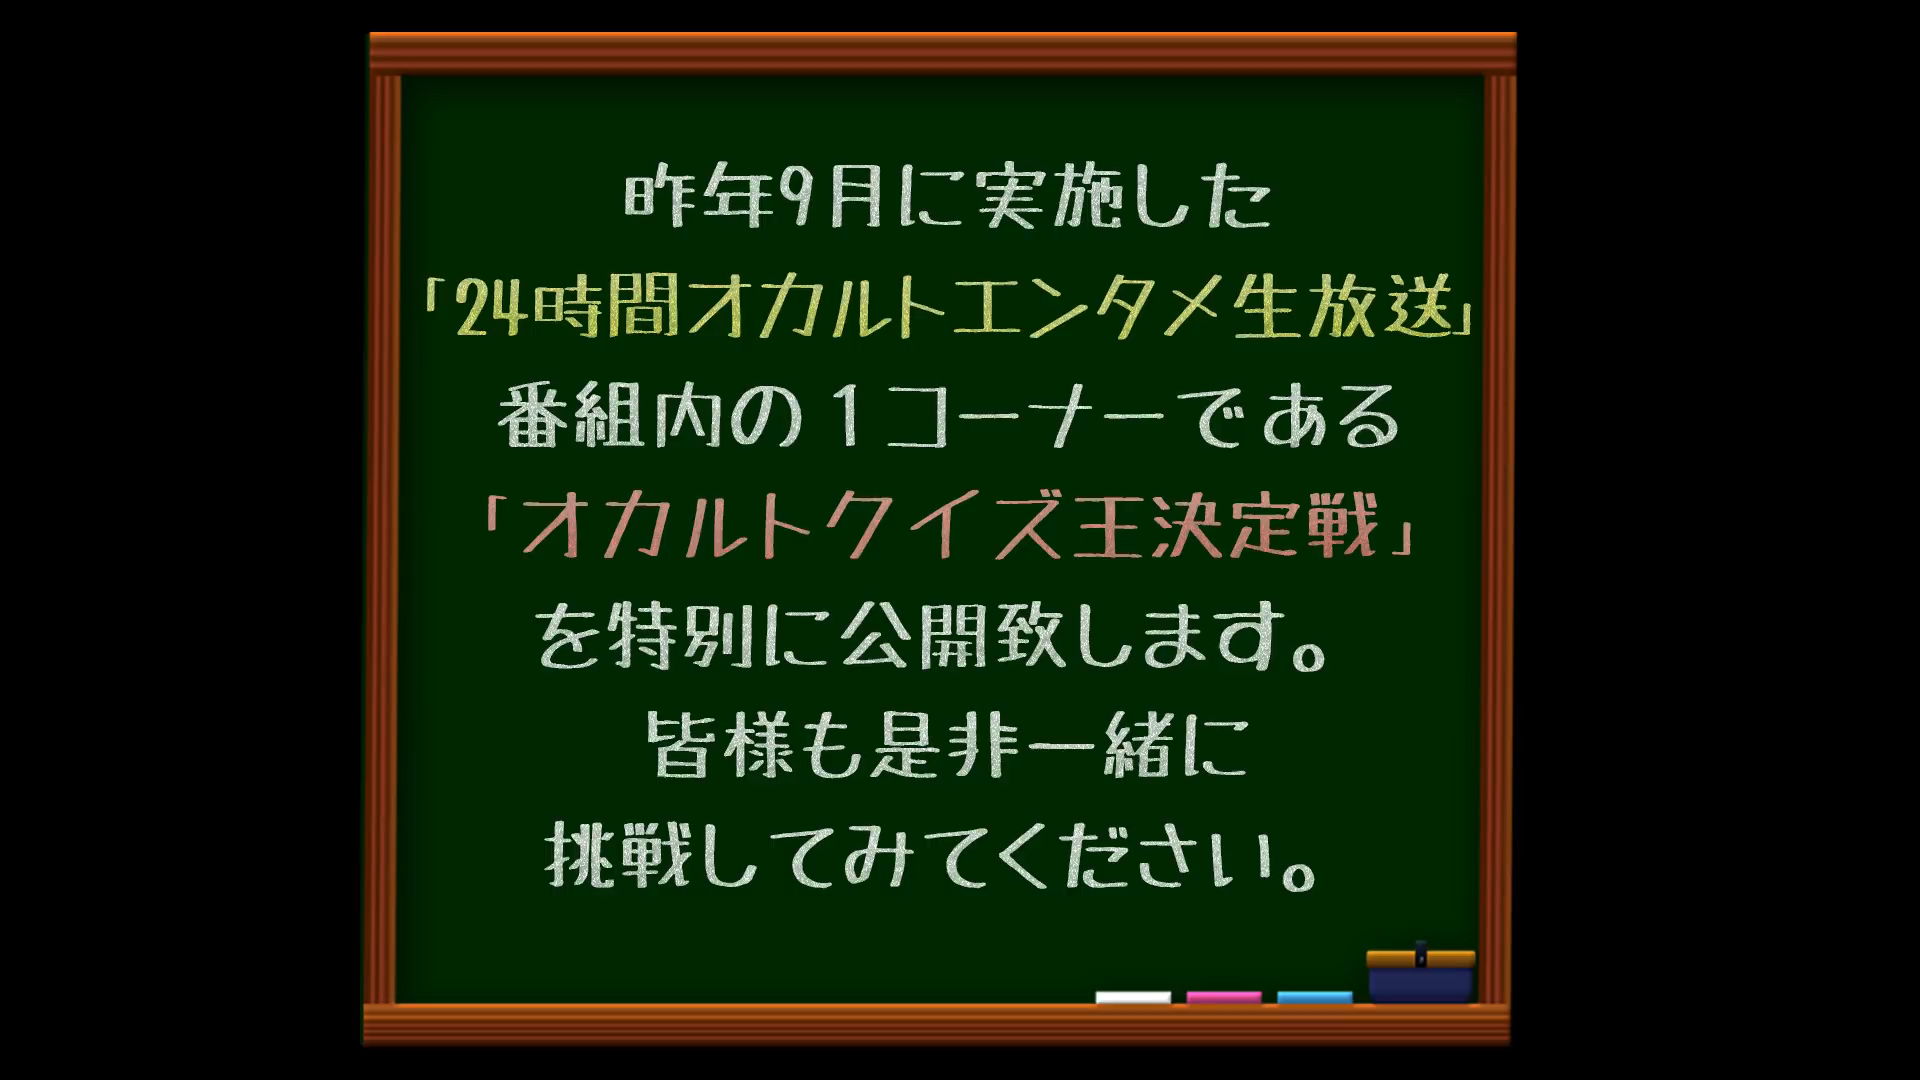 昨年9月に実施した
「24時間オカルトエンタメ生放送」
番組内の１コーナーである
「オカルトクイズ王決定戦」
を特別に公開致します。
皆様も是非一緒に
挑戦してみてください。